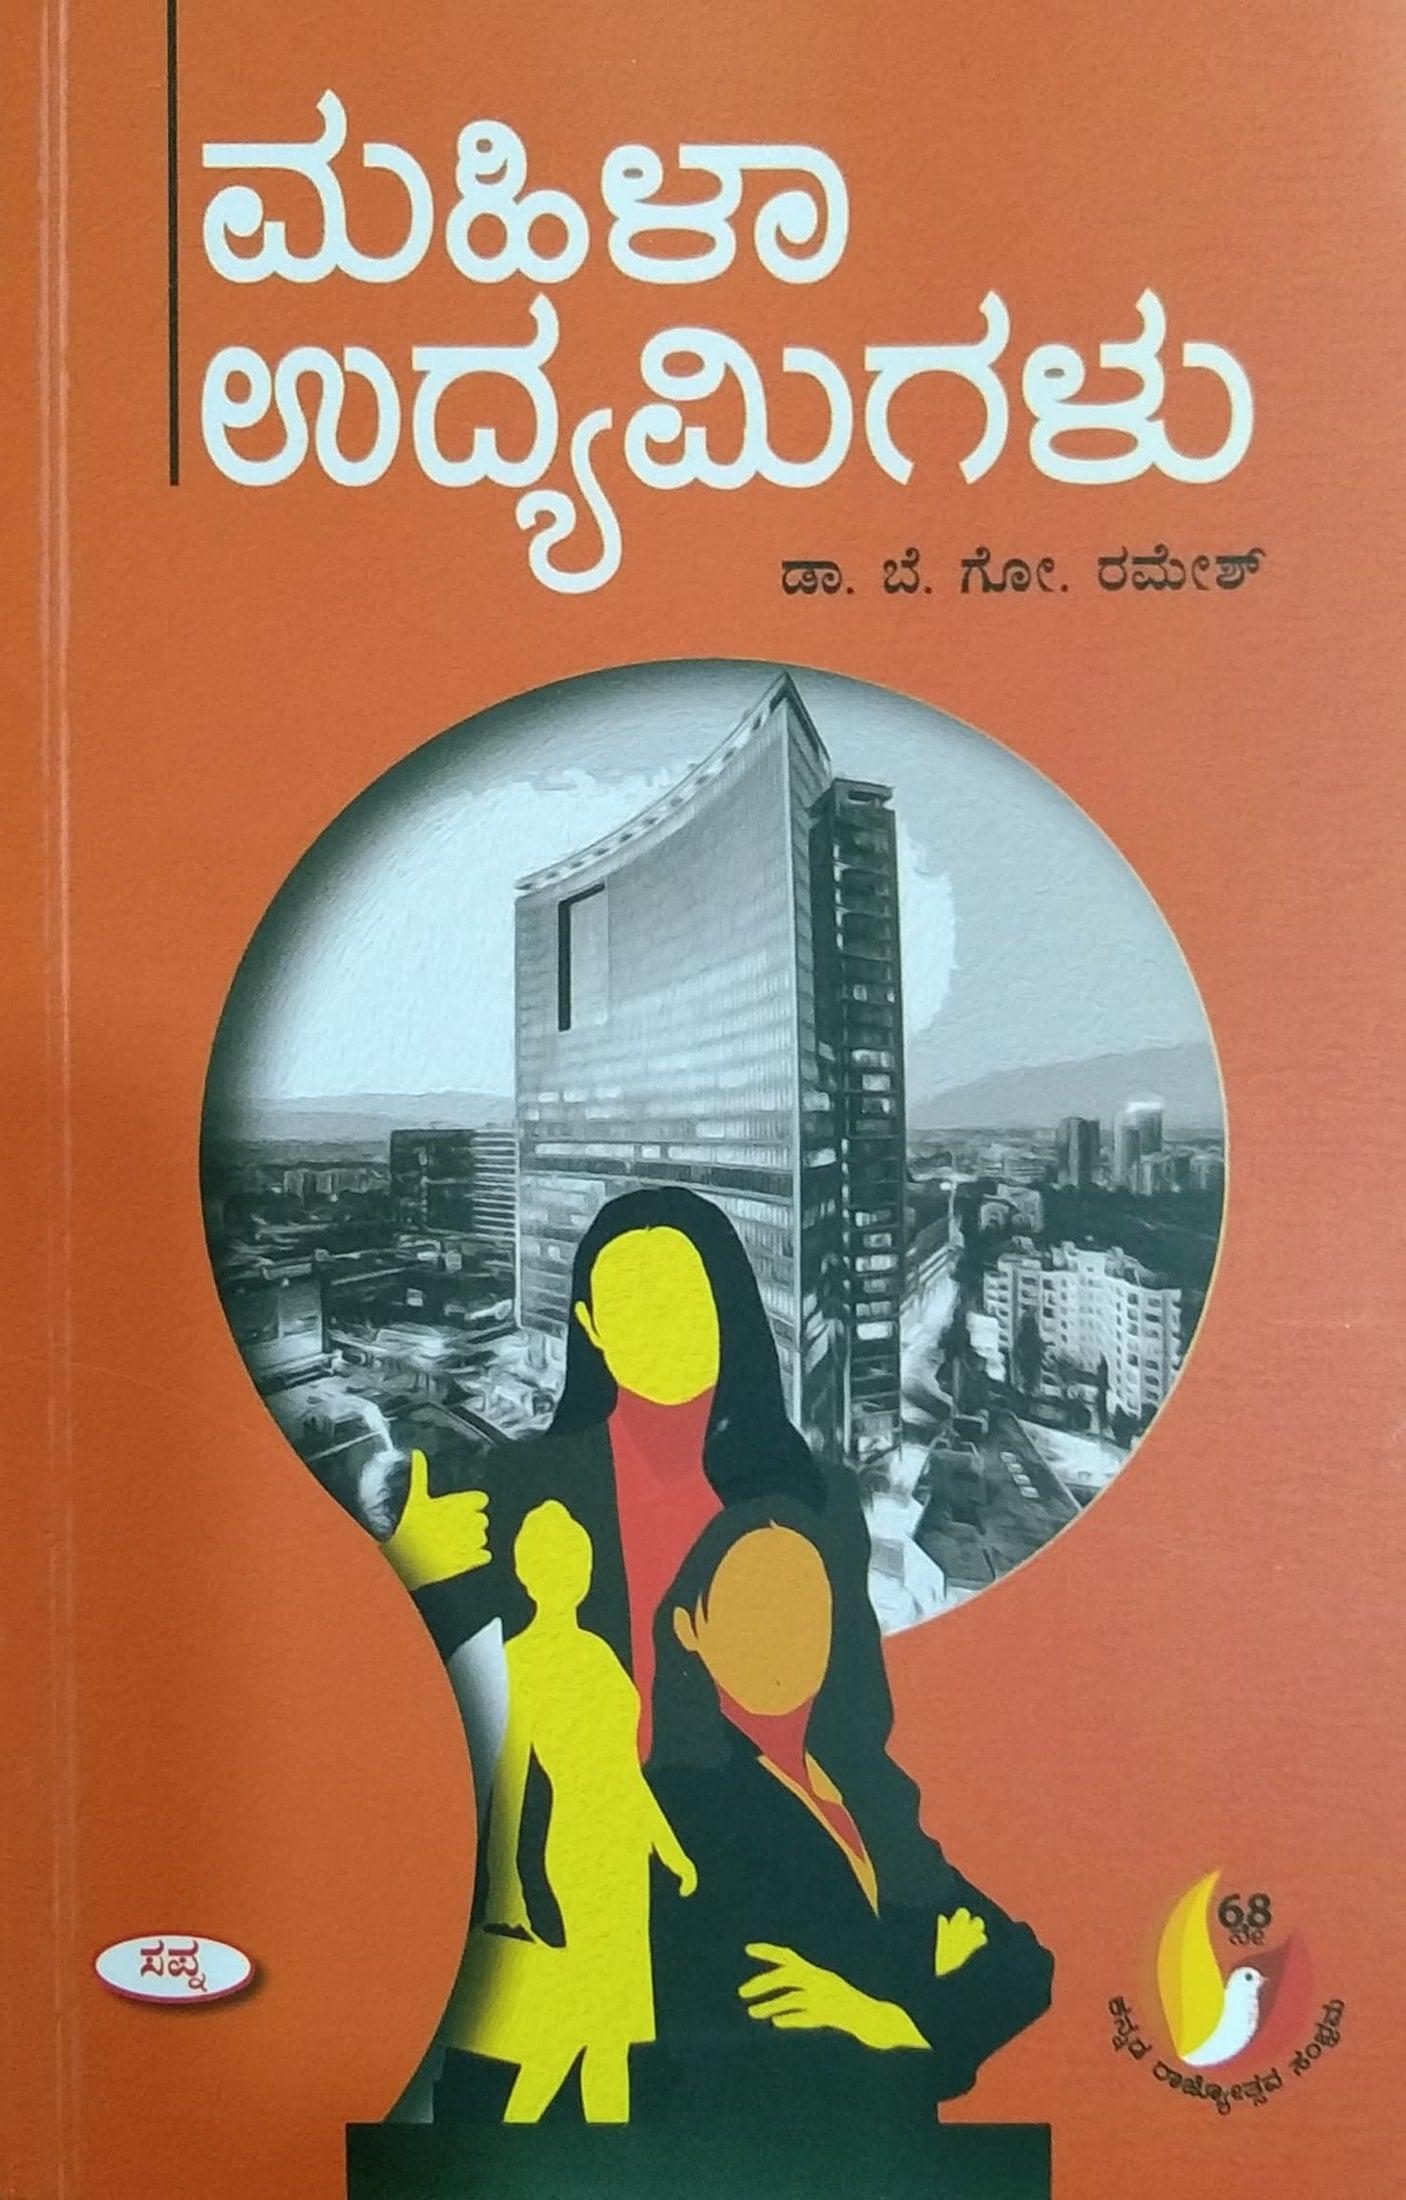 ಮಹಿಳಾ
ಉದ್ಯಮಿಗಳು
ಡಾ. ಬೆ. ಗೋ. ರಮೇಶ್
68
ನೇ
ಸಪ್ನ
ಕನ್ನಡ ರಾಜ್ಯೋತ್ಸವ ಸಂಭ್ರಮ